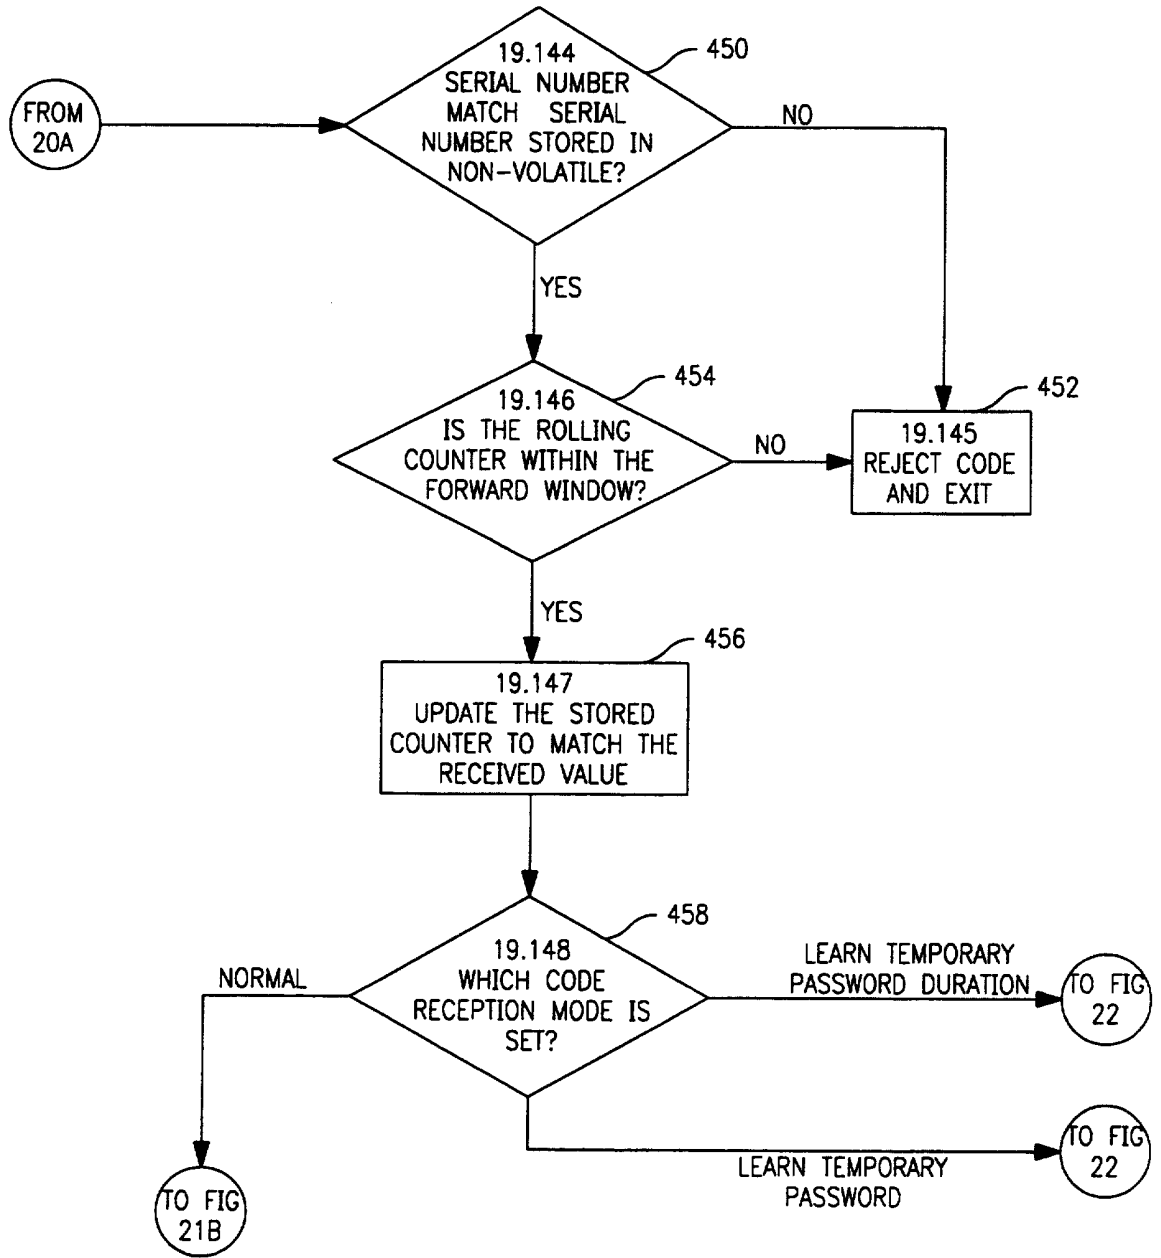 FROM
20A
19.144
SERIAL NUMBER
MATCH SERIAL
NUMBER STORED IN
NON-VOLATILE?
450
NO
YES
454
19.146
IS THE ROLLING
COUNTER WITHIN THE
FORWARD WINDOW?
NO
452
19.145
REJECT CODE
AND EXIT
YES
456
19.147
UPDATE THE STORED
COUNTER TO MATCH THE
RECEIVED VALUE
458
19.148
WHICH CODE
RECEPTION MODE IS
SET?
NORMAL
LEARN TEMPORARY
PASSWORD DURATION
TO FIG
22
LEARN TEMPORARY
PASSWORD
TO FIG
22
TO FIG
21B